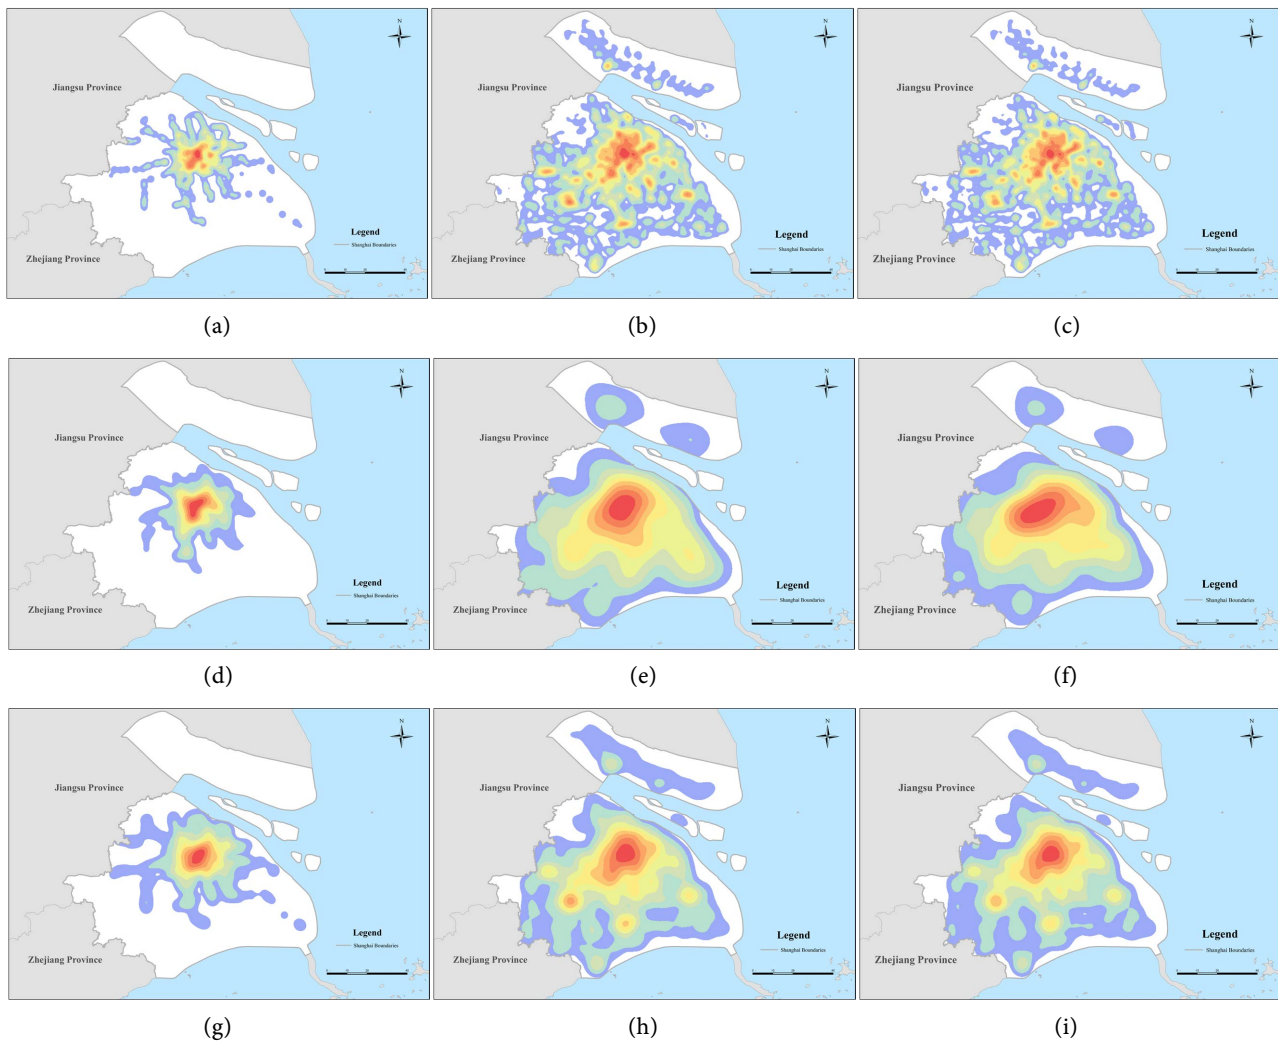 N
Jiangsu Province
Zhejiang Province
Legend
Shanghai Boundaries
(a)
N
Jiangsu Province
Zhejiang Province
Legend
Shanghai Boundaries
(b)
N
Jiangsu Province
Zhejiang Province
Legend
Shanghai Boundaries
(c)
N
Jiangsu Province
Zhejiang Province
Legend
Shanghai Boundaries
(d)
N
Jiangsu Province
Zhejiang Province
Legend
Shanghai Boundaries
(e)
N
Jiangsu Province
Zhejiang Province
Legend
Shanghai Boundaries
(f)
N
Jiangsu Province
Zhejiang Province
Legend
Shanghai Boundaries
(g)
N
Jiangsu Province
Zhejiang Province
Legend
Shanghai Boundaries
(h)
N
Jiangsu Province
Zhejiang Province
Legend
Shanghai Boundaries
(i)